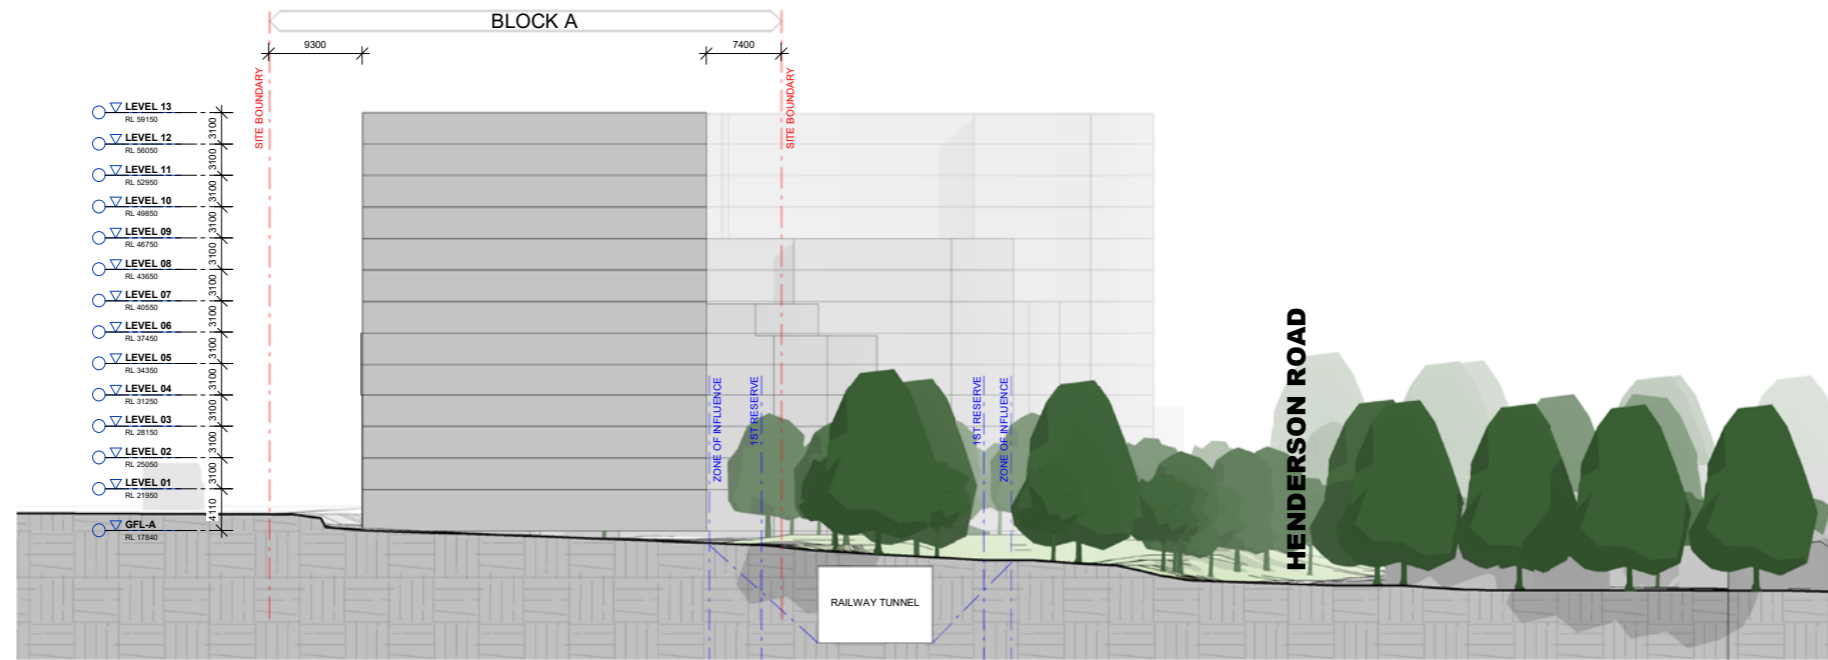 BLOCK A
9300
7400
SITE BOUNDARY
SITE BOUNDARY
LEVEL 13
RL 59150
3100
LEVEL 12
RL 56050
3100
LEVEL 11
RL 52950
3100
LEVEL 10
RL 49850
3100
LEVEL 09
RL 46750
3100
LEVEL 08
RL 43650
3100
LEVEL 07
RL 40550
3100
LEVEL 06
RL 37450
3100
LEVEL 05
RL 34350
3100
LEVEL 04
RL 31250
3100
LEVEL 03
RL 28150
3100
LEVEL 02
RL 25050
3100
LEVEL 01
RL 21950
4110
GFL-A
RL 17840
ZONE OF INFLUENCE
1ST RESERVE
1ST RESERVE
ZONE OF INFLUENCE
HENDERSON ROAD
RAILWAY TUNNEL